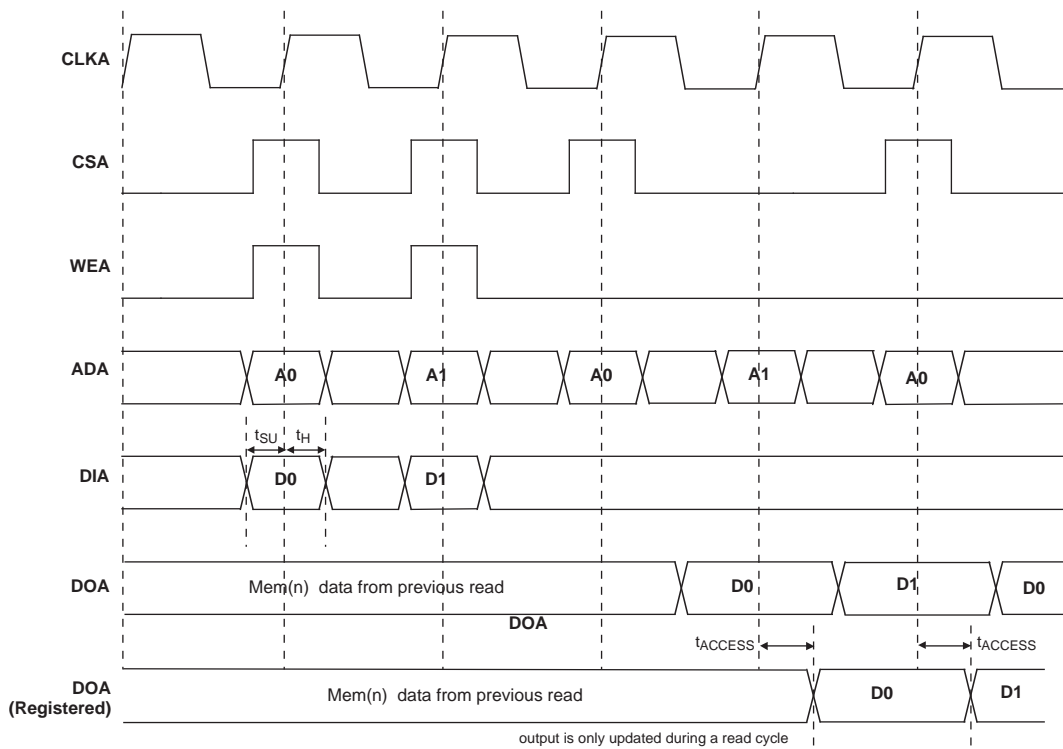 CLKA
CSA
WEA
ADA
A0
A1
A0
A1
A0
tSU
tH
DIA
D0
D1
DOA
Mem(n) data from previous read
D0
D1
D0
DOA
tACCESS
tACCESS
DOA
(Registered)
Mem(n) data from previous read
D0
D1
output is only updated during a read cycle